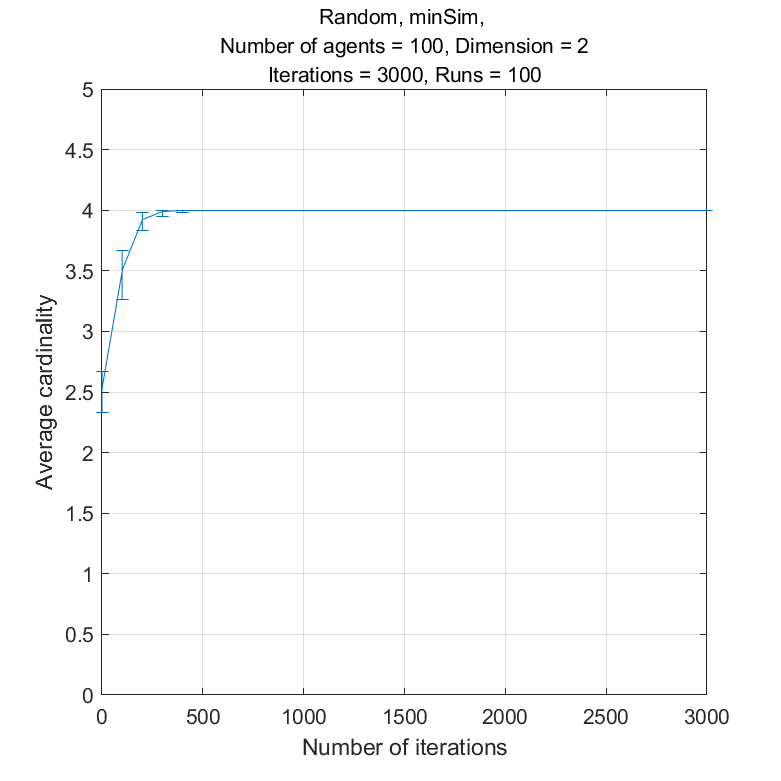 Random, minSim,
Number of agents = 100, Dimension = 2
Iterations = 3000, Runs = 100
5
4.5
4
3.5
3
2.5
2
1.5
1
0.5
0
Average cardinality
0 500 1000 1500 2000 2500 3000
Number of iterations